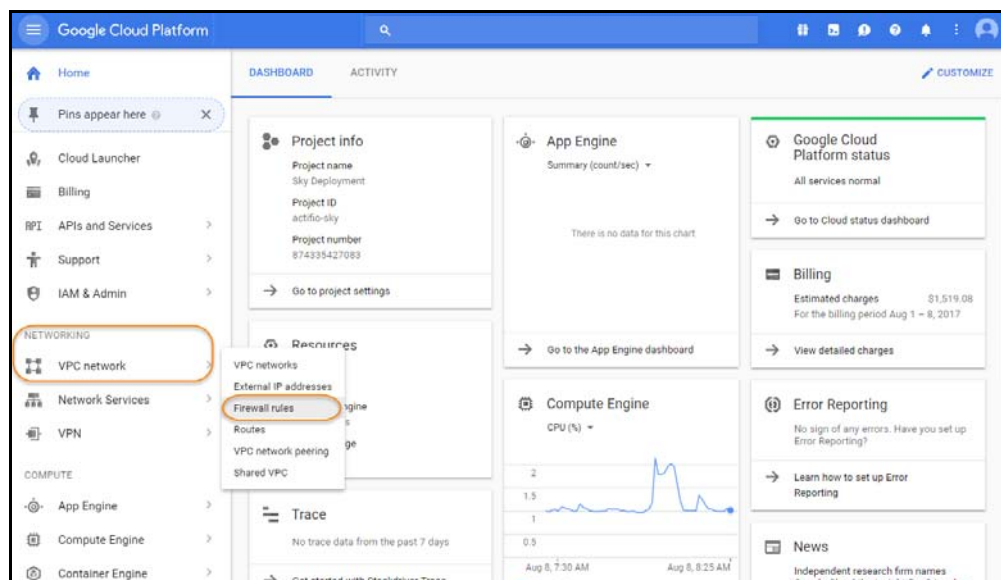 Google Cloud Platform
Home
DASHBOARD
ACTIVITY
CUSTOMIZE
Pins appear here
Cloud Launcher
Billing
API APIs and Services
Support
IAM & Admin
NETWORKING
VPC network
Network Services
VPN
COMPUTE
App Engine
Compute Engine
Container Engine
VPC networks
External IP addresses
Firewall rules
Routes
VPC network peering
Shared VPC
Project info
Project name
Sky Deployment
Project ID
actifio-sky
Project number
874335427083
Go to project settings
Resources
ngine
s
ge
Trace
No trace data from the past 7 days
Get started with Stackdriver Trace
App Engine
Summary (count/sec)
There is no data for this chart
Go to the App Engine dashboard
Compute Engine
CPU (%)
2
1.5
1
0.5
Aug 8, 7:30 AM
Aug 8, 8:25 AM
Google Cloud
Platform status
All services normal
Go to Cloud status dashboard
Billing
Estimated charges $1,519.08
For the billing period Aug 1 – 8, 2017
View detailed charges
Error Reporting
No sign of any errors. Have you set up
Error Reporting?
Learn how to set up Error
Reporting
News
Independent research firm names